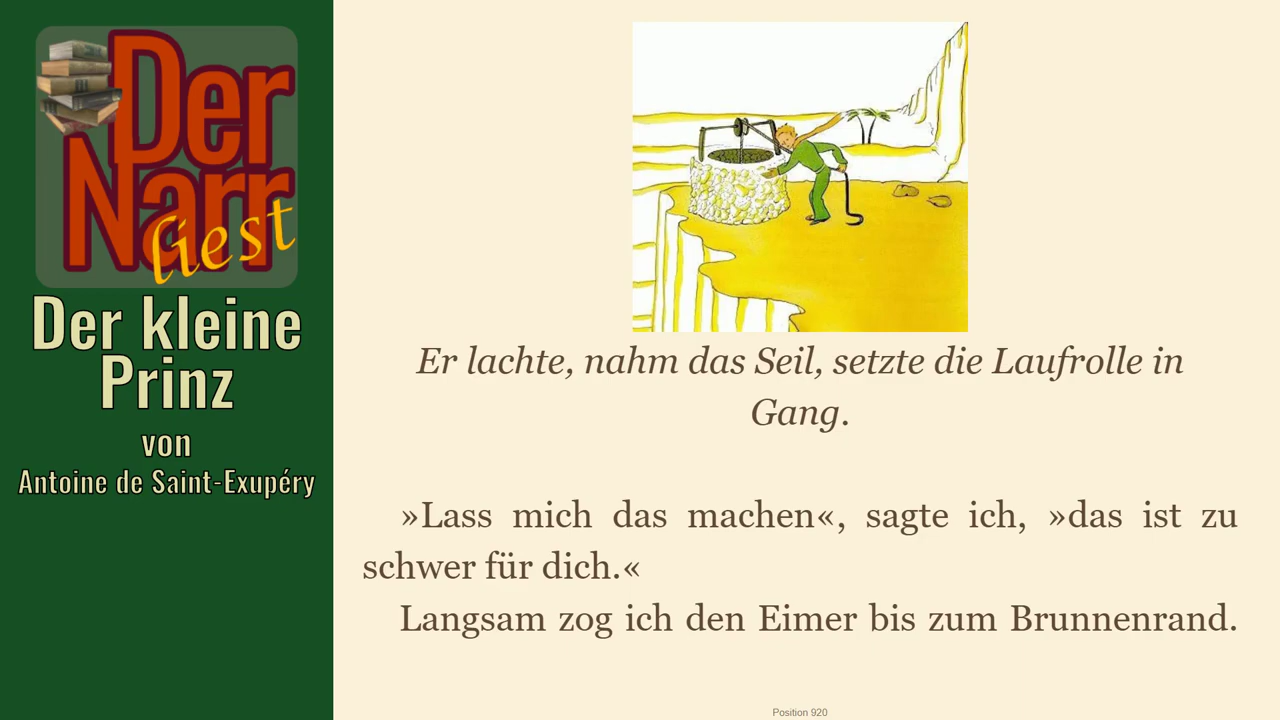 Der
Narr
liest
Der kleine
Prinz
von
Antoine de Saint-Exupéry
Er lachte, nahm das Seil, setzte die Laufrolle in
Gang.
»Lass mich das machen«, sagte ich, »das ist zu
schwer für dich.«
Langsam zog ich den Eimer bis zum Brunnenrand.
Position 920